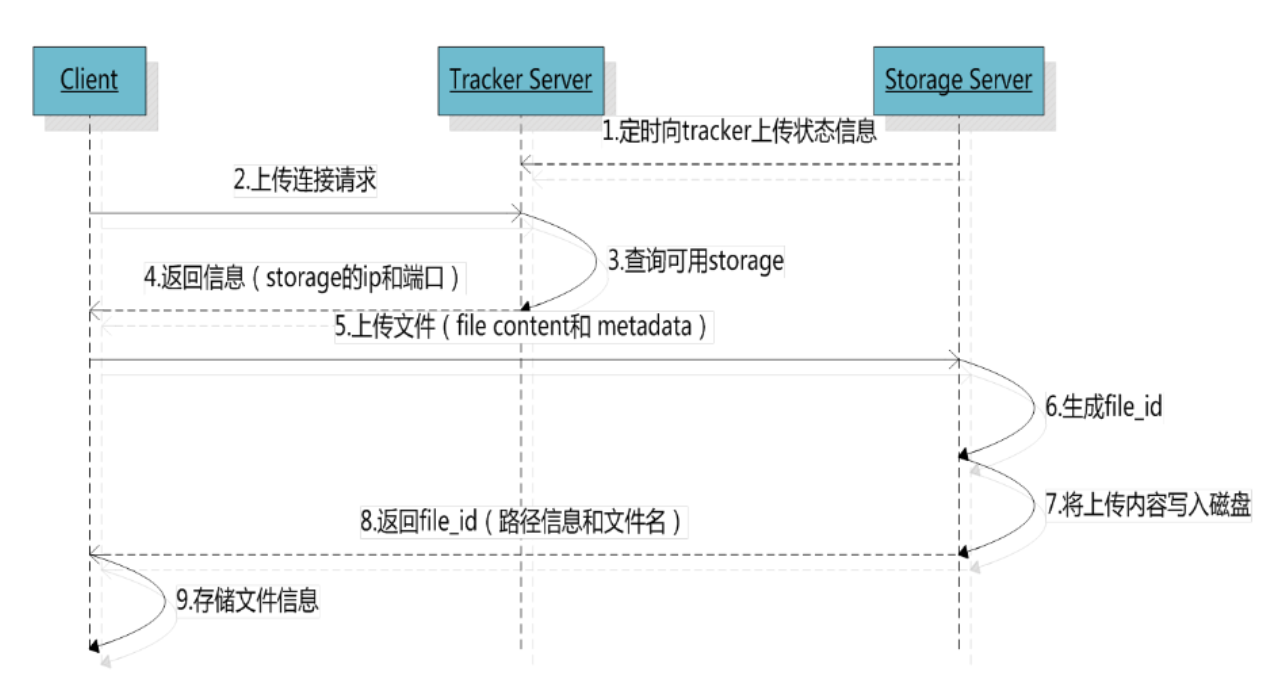 Client
Tracker Server
Storage Server
1.定时向tracker上传状态信息
2.上传连接请求
3.查询可用storage
4.返回信息（storage的ip和端口）
5.上传文件（file content和 metadata）
6.生成file_id
7.将上传内容写入磁盘
8.返回file_id（路径信息和文件名）
9.存储文件信息